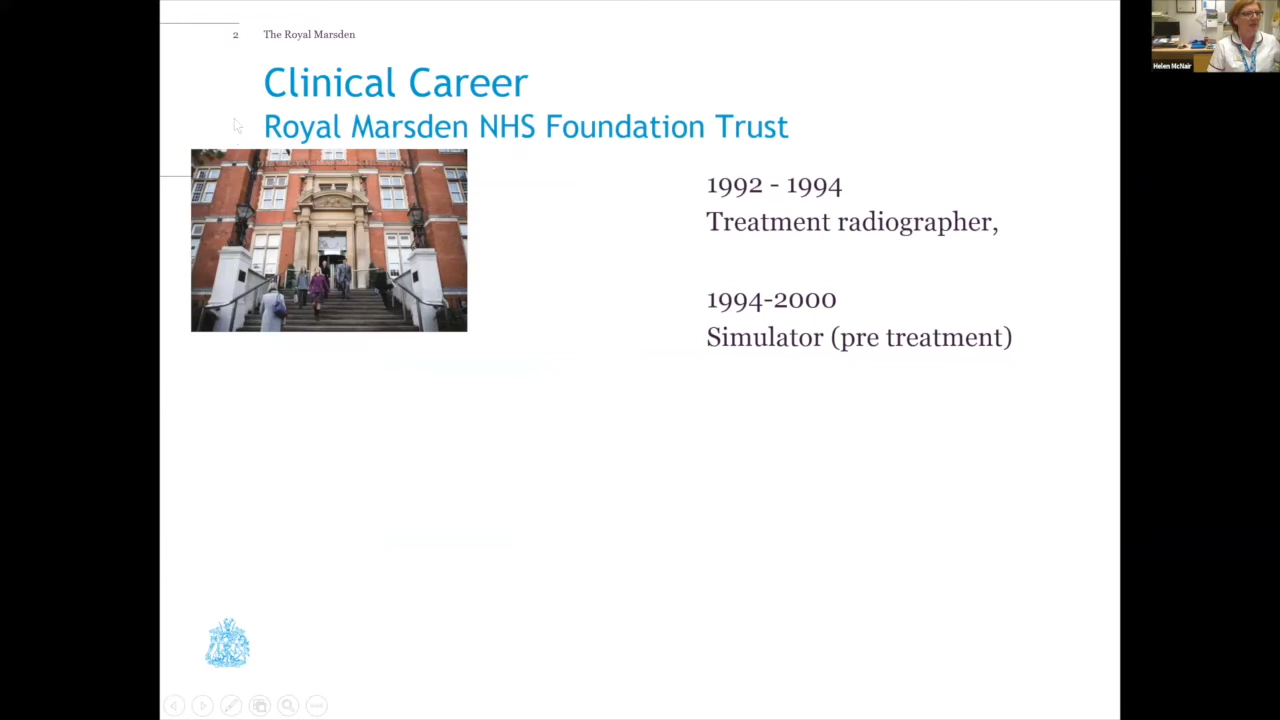 2 The Royal Marsden
Clinical Career
Royal Marsden NHS Foundation Trust
1992 - 1994
Treatment radiographer,
1994-2000
Simulator (pre treatment)
Helen McNair